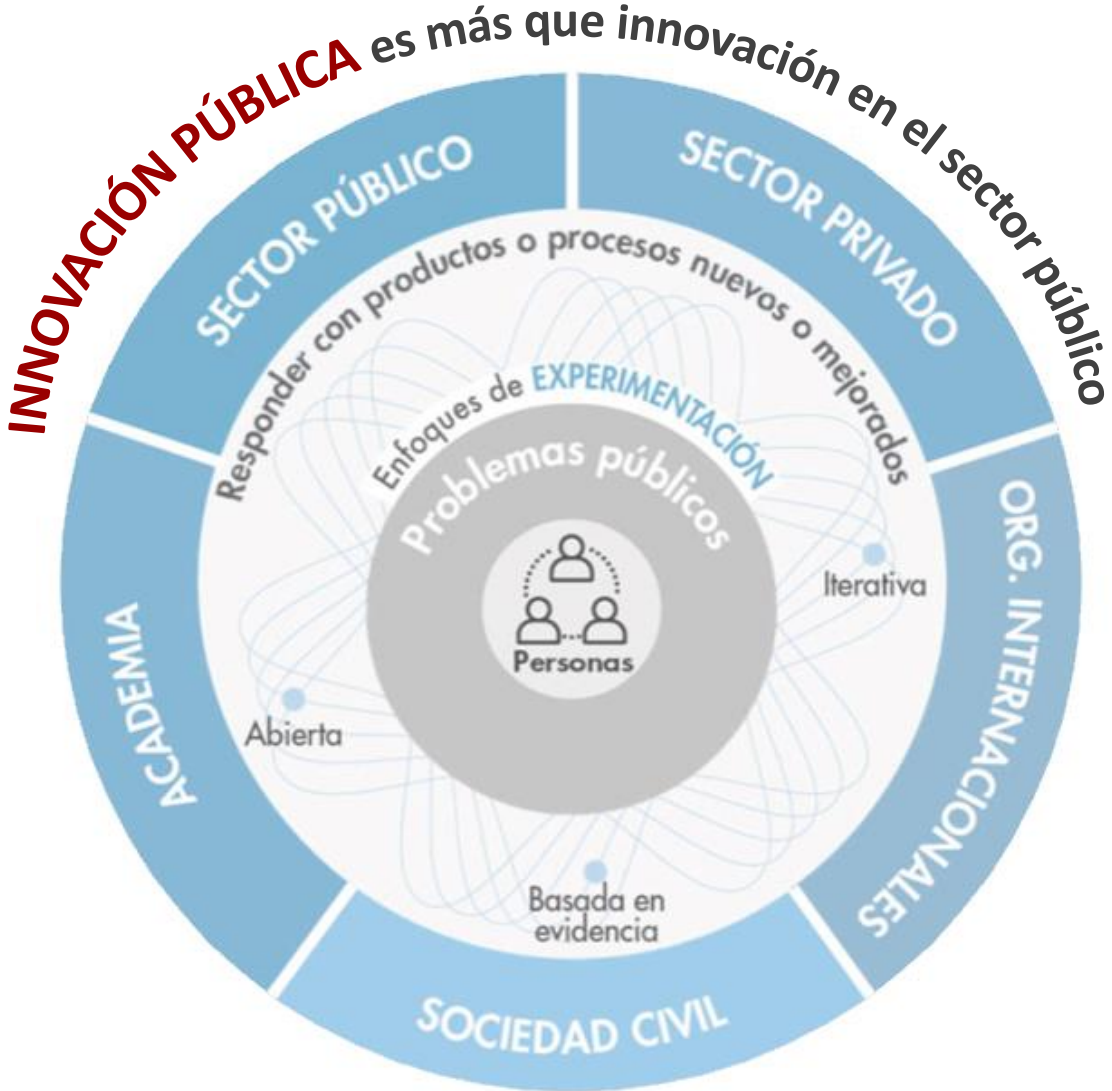 INNOVACIÓN PÚBLICA es más que innovación en el sector público
SECTOR PÚBLICO
SECTOR PRIVADO
ORG. INTERNACIONALES
SOCIEDAD CIVIL
ACADEMIA
Responder con productos o procesos nuevos o mejorados
Enfoques de EXPERIMENTACIÓN
Problemas públicos
Personas
Iterativa
Abierta
Basada en
evidencia